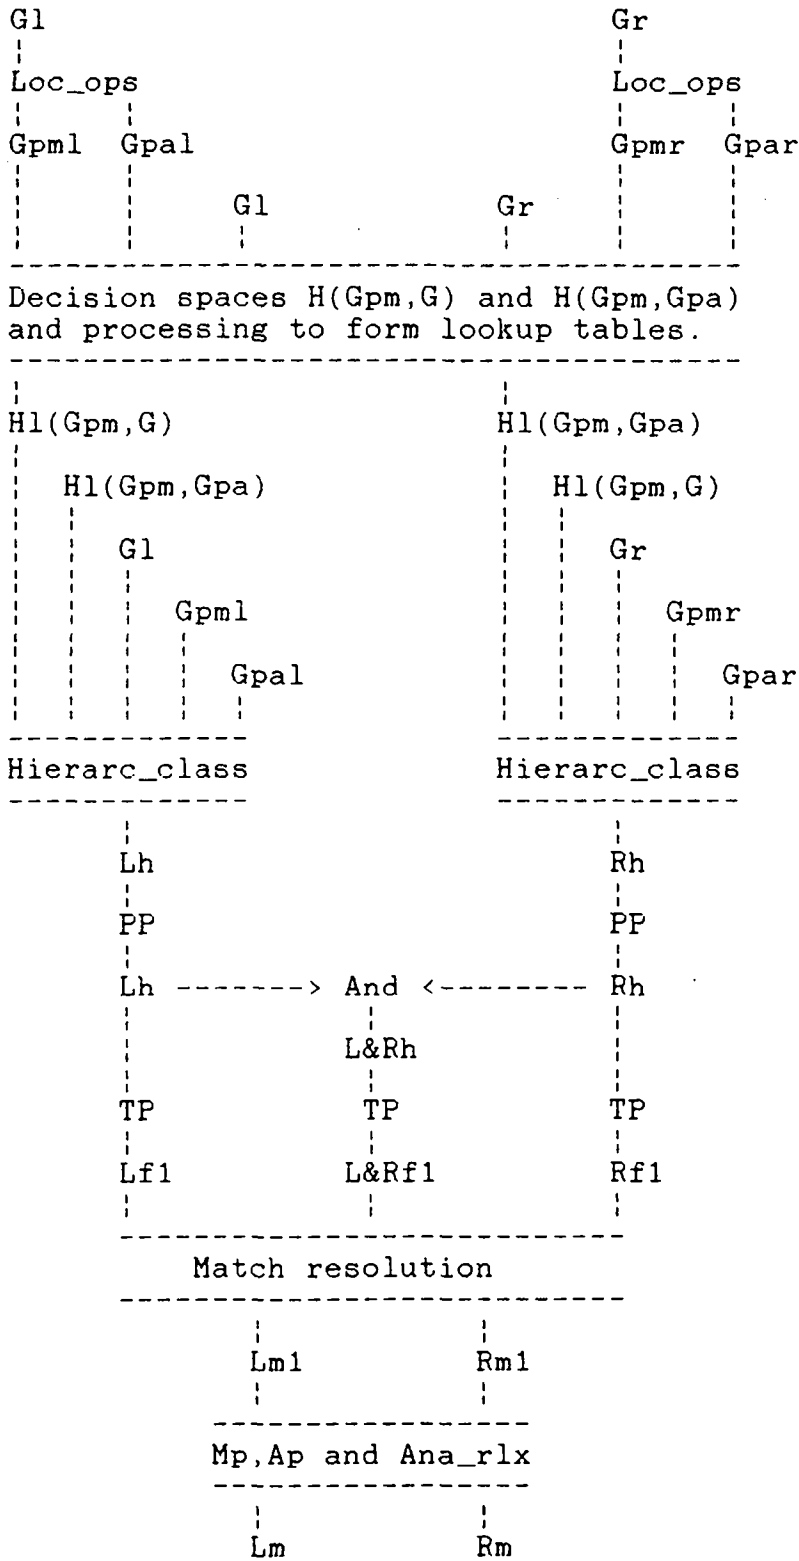 Gl Gr
Loc_ops Loc_ops
Gpml Gpal Gpmr Gpar
Gl Gr
Decision spaces H(Gpm,G) and H(Gpm,Gpa)
and processing to form lookup tables.
Hl(Gpm,G) Hl(Gpm,Gpa)
Hl(Gpm,Gpa) Hl(Gpm,G)
Gl Gr
Gpml Gpmr
Gpal Gpar
Hierarc_class Hierarc_class
Lh Rh
PP PP
Lh -------> And <-------- Rh
L&Rh
TP TP TP
Lf1 L&Rf1 Rf1
Match resolution
Lm1 Rm1
Mp,Ap and Ana_rlx
Lm Rm